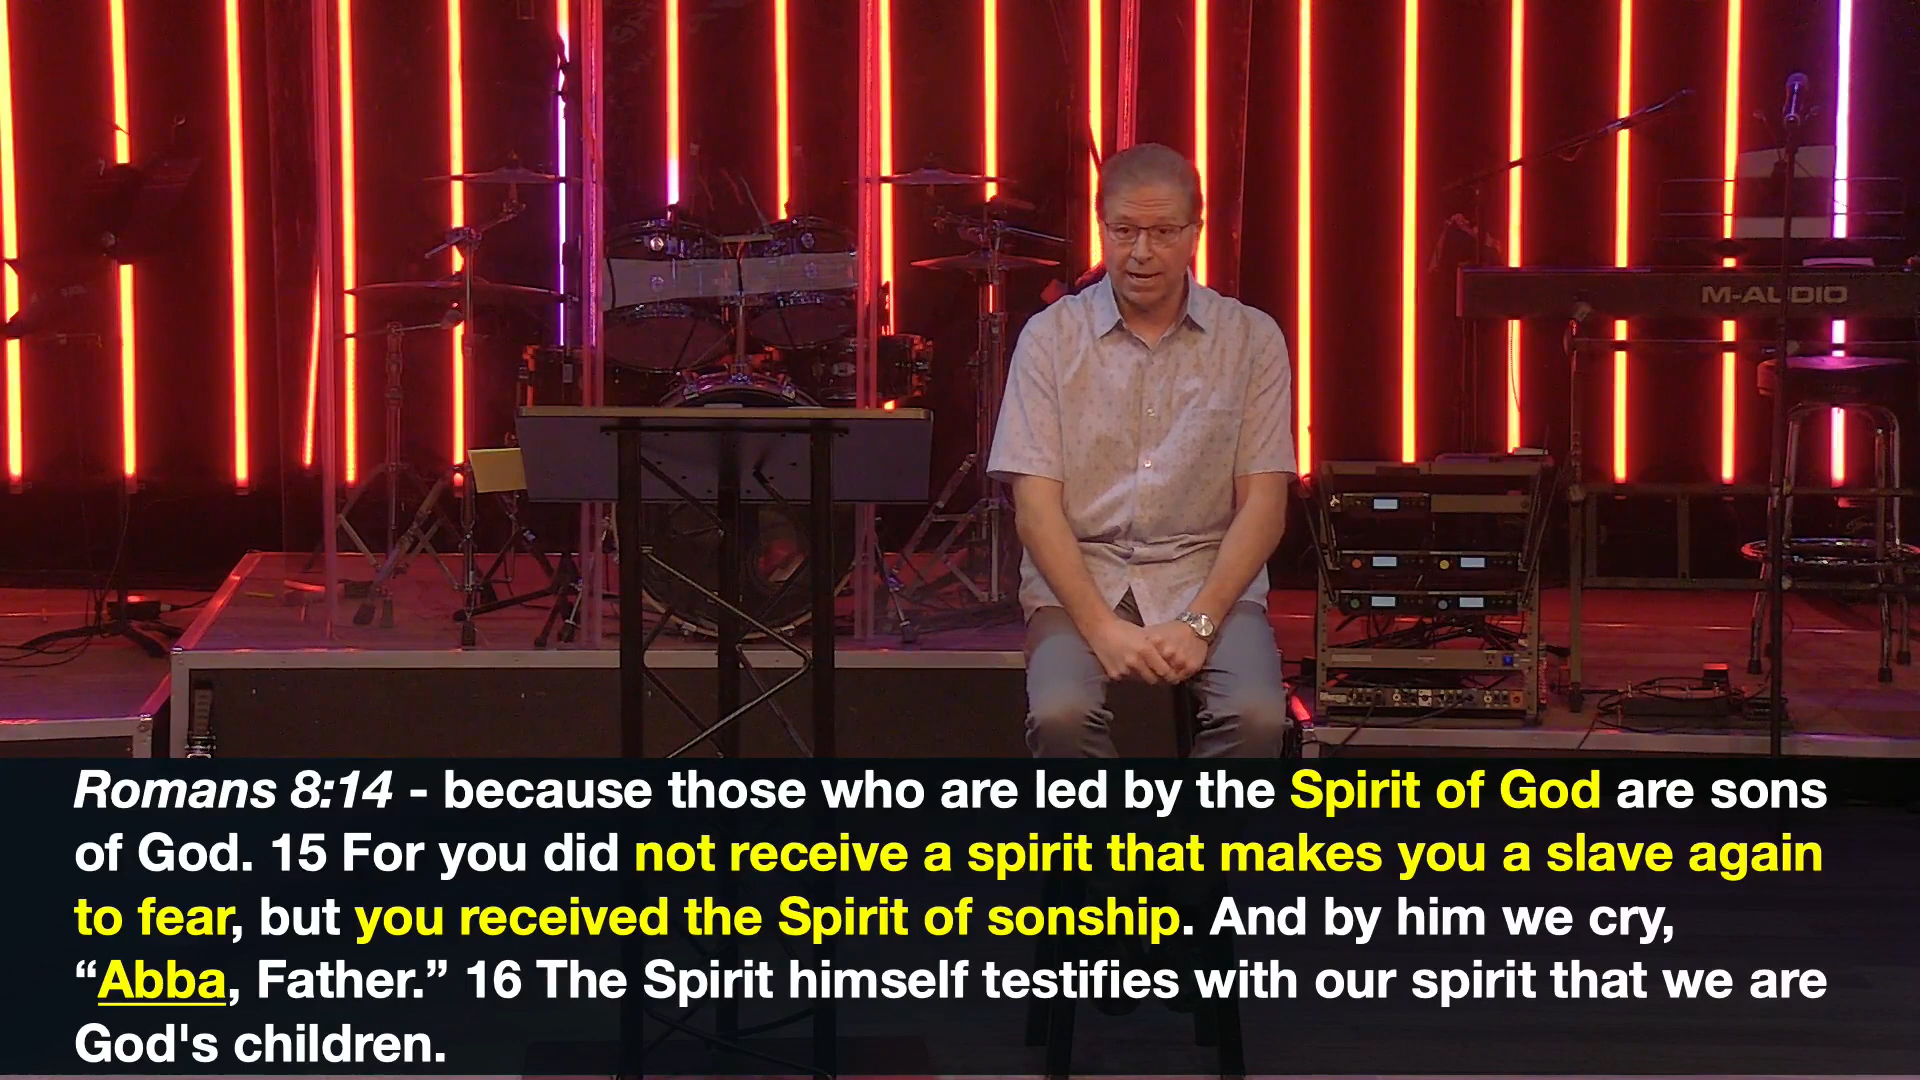 M-AUDIO
Romans 8:14 - because those who are led by the Spirit of God are sons
of God. 15 For you did not receive a spirit that makes you a slave again
to fear, but you received the Spirit of sonship. And by him we cry,
“Abba, Father.” 16 The Spirit himself testifies with our spirit that we are
God's children.